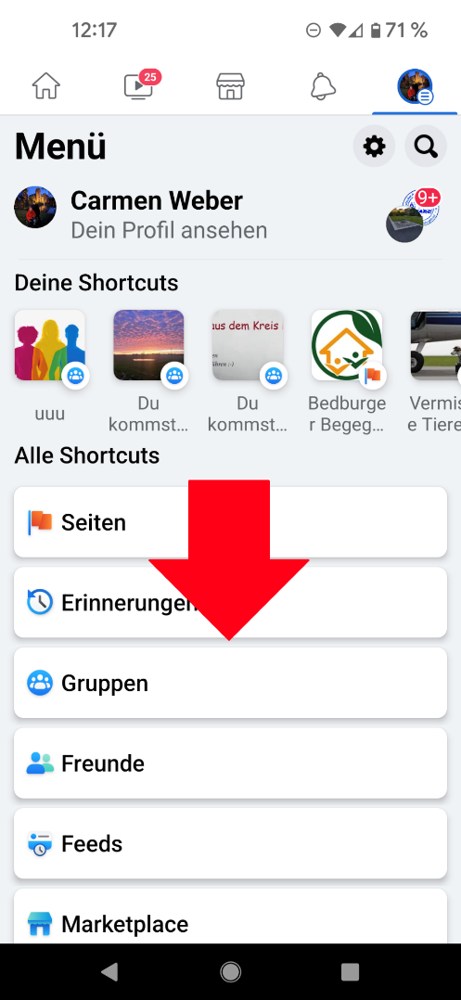 12:17
71 %
25
Menü
Carmen Weber
9+
Dein Profil ansehen
Deine Shortcuts
aus dem Kreis
uuu
Du
kommst...
Du
kommst...
Bedburge
r Begeg...
Vermis
e Tiere
Alle Shortcuts
Seiten
Erinnerungen
Gruppen
Freunde
Feeds
Marketplace